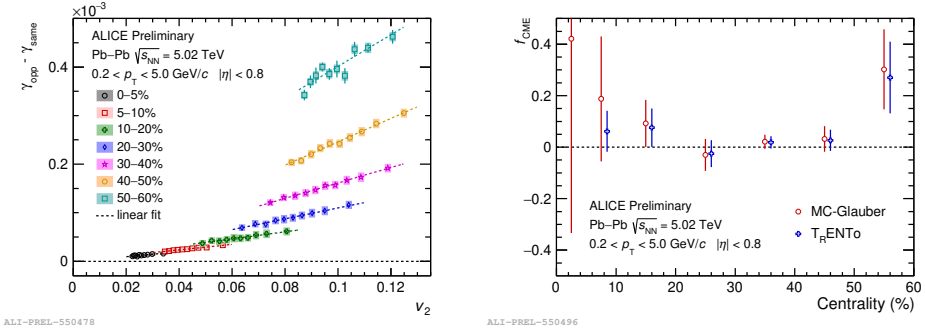 ×10⁻³
γopp - γsame
0.4
0.2
0
ALICE Preliminary
Pb–Pb √sNN = 5.02 TeV
0.2 < pT < 5.0 GeV/c |η| < 0.8
0–5%
5–10%
10–20%
20–30%
30–40%
40–50%
50–60%
linear fit
0 0.02 0.04 0.06 0.08 0.1 0.12
v2
ALI-PREL-550478
fCME
0.4
0.2
0
−0.2
−0.4
ALICE Preliminary
Pb–Pb √sNN = 5.02 TeV
0.2 < pT < 5.0 GeV/c |η| < 0.8
MC-Glauber
TRENTo
0 10 20 30 40 50 60
Centrality (%)
ALI-PREL-550496